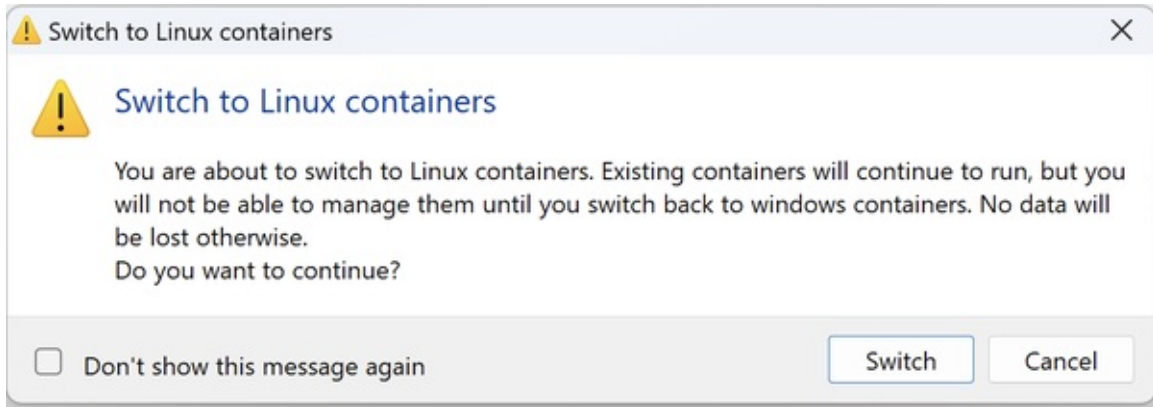 Switch to Linux containers
Switch to Linux containers
You are about to switch to Linux containers. Existing containers will continue to run, but you
will not be able to manage them until you switch back to windows containers. No data will
be lost otherwise.
Do you want to continue?
Don't show this message again
Switch
Cancel